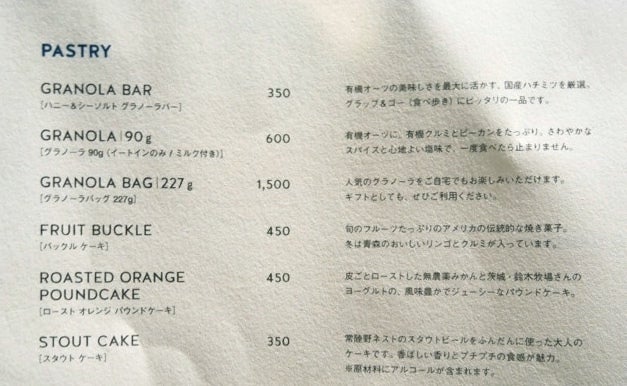 PASTRY
GRANOLA BAR 350
[ハニー&シーソルト グラノーラバー]
有機オーツの美味しさを最大に活かす、国産ハチミツを厳選。
グラップ&ゴー（食べ歩き）にピッタリの一品です。
GRANOLA|90g 600
[グラノーラ 90g (イートインのみ / ミルク付き)]
有機オーツに、有機クルミとピーカンをたっぷり。さわやかな
スパイスと心地よい塩味で、一度食べたら止まりません。
GRANOLA BAG|227g 1,500
[グラノーラバッグ 227g]
人気のグラノーラをご自宅でもお楽しみいただけます。
ギフトとしても、ぜひご利用ください。
FRUIT BUCKLE 450
[バックル ケーキ]
旬のフルーツたっぷりのアメリカの伝統的な焼き菓子。
冬は青森のおいしいリンゴとクルミが入っています。
ROASTED ORANGE 450
POUNDCAKE
[ロースト オレンジ パウンドケーキ]
皮ごとローストした無農薬みかんと茨城・鈴木牧場さんの
ヨーグルトの、風味豊かでジューシーなパウンドケーキ。
STOUT CAKE 350
[スタウト ケーキ]
常陸野ネストのスタウトビールをふんだんに使った大人の
ケーキです。香ばしい香りとプチプチの食感が魅力。
※原材料にアルコールが含まれます。